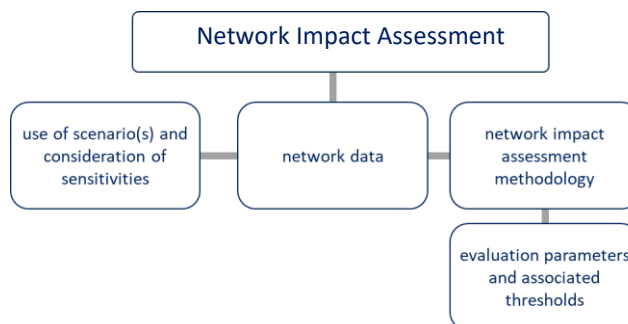 Network Impact Assessment
use of scenario(s) and
consideration of
sensitivities
network data
network impact
assessment
methodology
evaluation parameters
and associated
thresholds